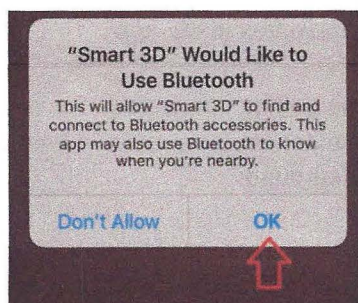 "Smart 3D" Would Like to
Use Bluetooth
This will allow "Smart 3D" to find and
connect to Bluetooth accessories. This
app may also use Bluetooth to know
when you're nearby.
Don't Allow
OK